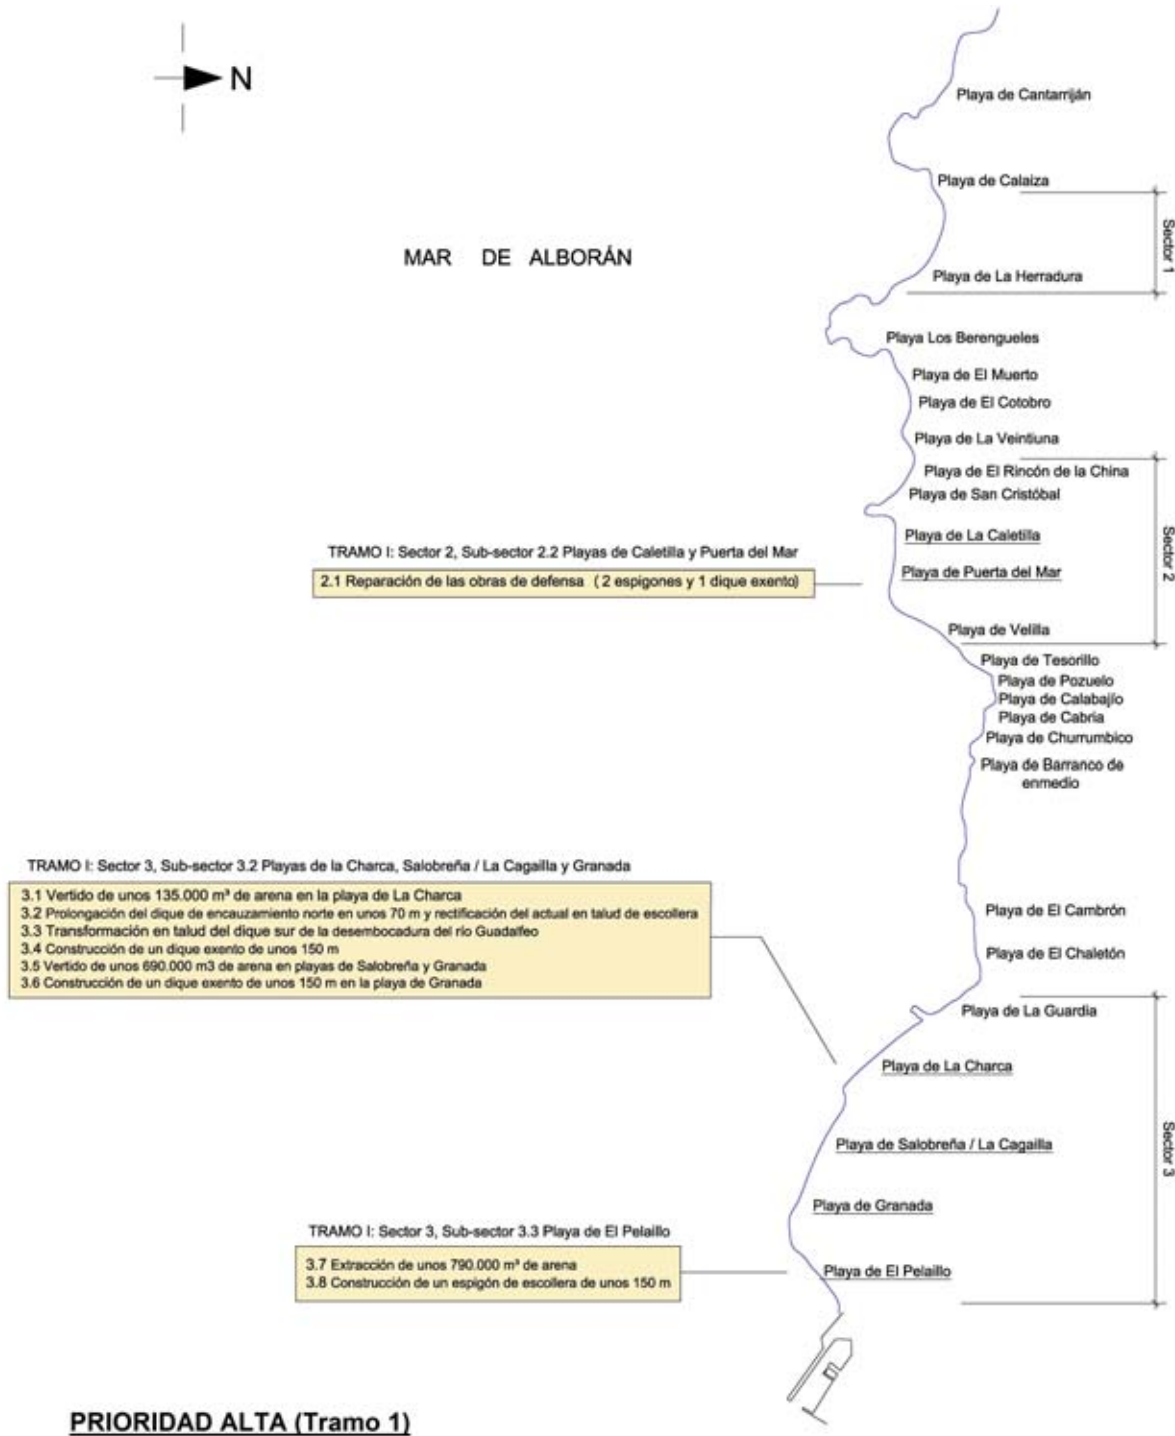 N
Playa de Cantarriján
Playa de Calaiza
Sector 1
MAR DE ALBORÁN
Playa de La Herradura
Playa Los Berengueles
Playa de El Muerto
Playa de El Cotobro
Playa de La Veintiuna
Playa de El Rincón de la China
Playa de San Cristóbal
Sector 2
Playa de La Caletilla
TRAMO I: Sector 2, Sub-sector 2.2 Playas de Caletilla y Puerta del Mar
2.1 Reparación de las obras de defensa ( 2 espigones y 1 dique exento)
Playa de Puerta del Mar
Playa de Velilla
Playa de Tesorillo
Playa de Pozuelo
Playa de Calabajío
Playa de Cabria
Playa de Churrumbico
Playa de Barranco de
enmedio
TRAMO I: Sector 3, Sub-sector 3.2 Playas de la Charca, Salobreña / La Cagailla y Granada
3.1 Vertido de unos 135.000 m³ de arena en la playa de La Charca
3.2 Prolongación del dique de encauzamiento norte en unos 70 m y rectificación del actual en talud de escollera
3.3 Transformación en talud del dique sur de la desembocadura del río Guadalfeo
3.4 Construcción de un dique exento de unos 150 m
3.5 Vertido de unos 690.000 m3 de arena en playas de Salobreña y Granada
3.6 Construcción de un dique exento de unos 150 m en la playa de Granada
Playa de El Cambrón
Playa de El Chaletón
Playa de La Guardia
Playa de La Charca
Sector 3
Playa de Salobreña / La Cagailla
Playa de Granada
TRAMO I: Sector 3, Sub-sector 3.3 Playa de El Pelaillo
3.7 Extracción de unos 790.000 m³ de arena
3.8 Construcción de un espigón de escollera de unos 150 m
Playa de El Pelaillo
PRIORIDAD ALTA (Tramo 1)